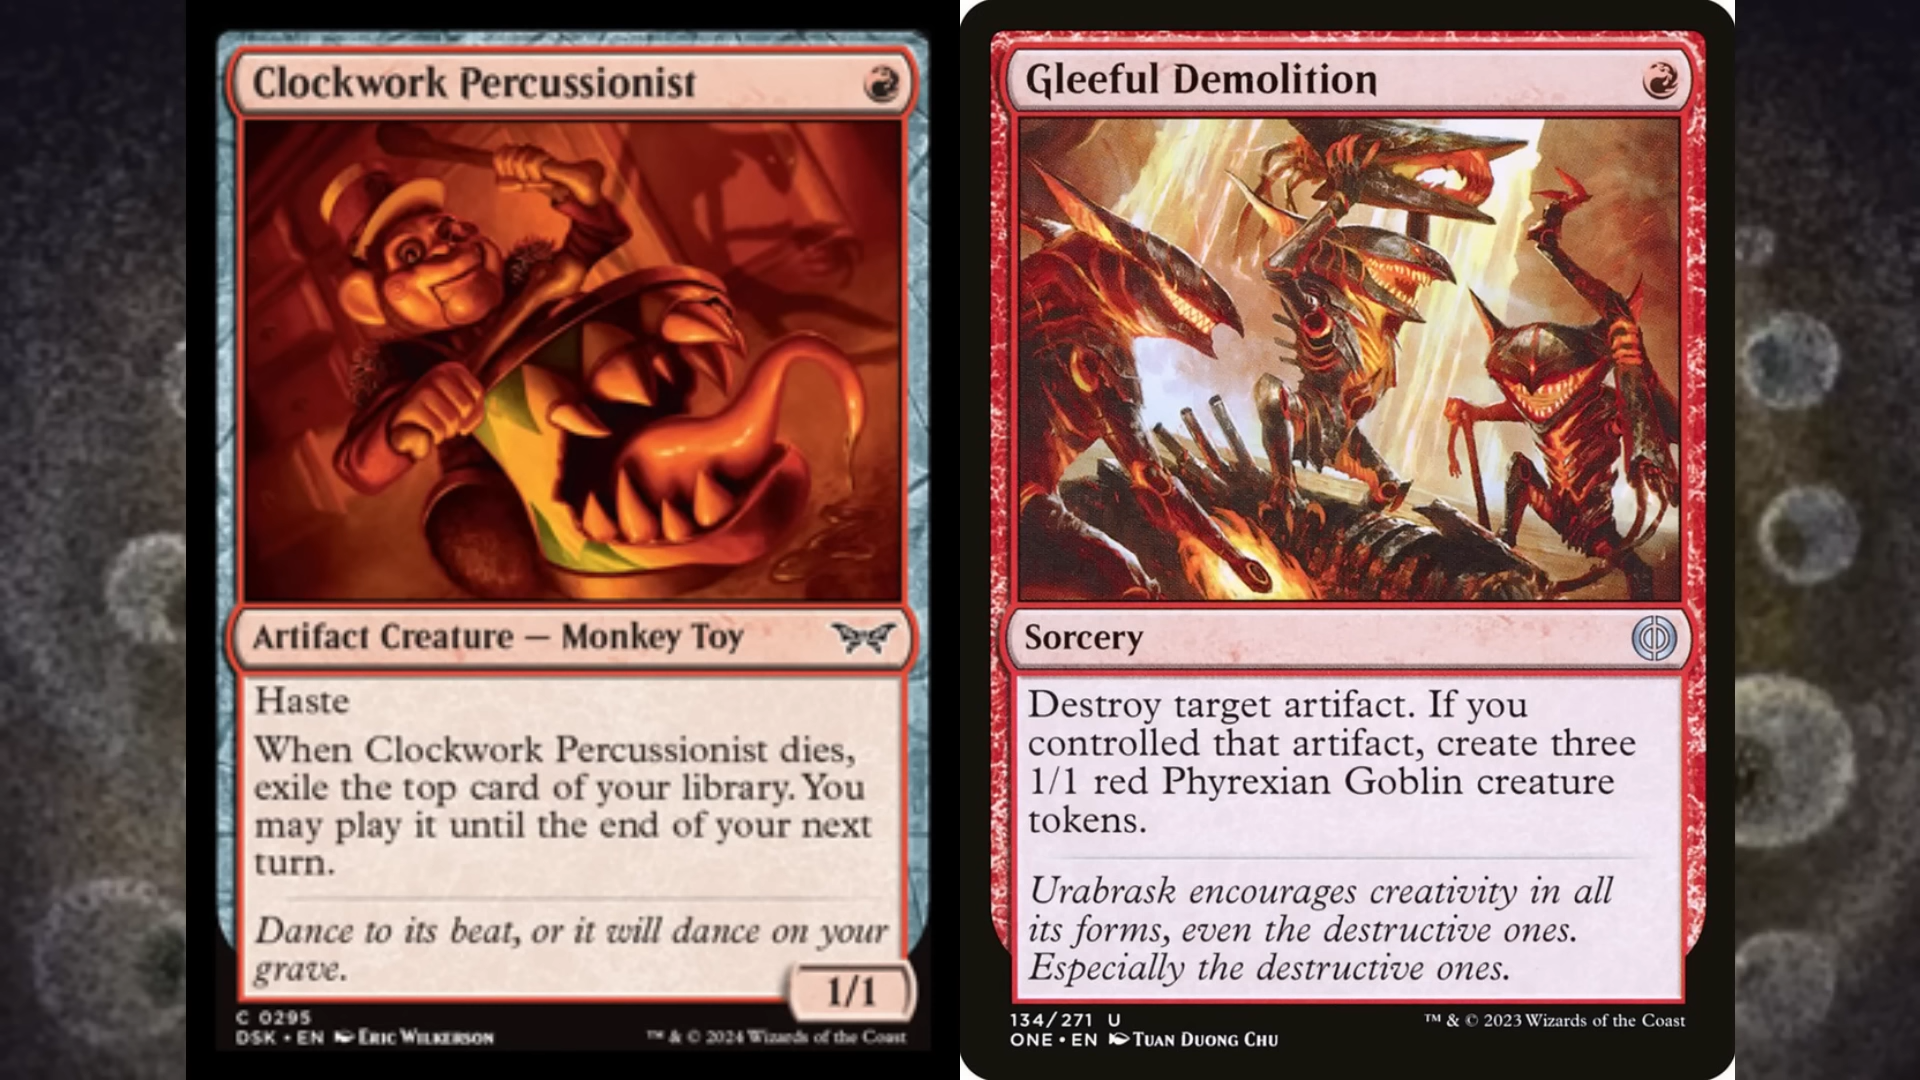 Clockwork Percussionist
Artifact Creature — Monkey Toy
Haste
When Clockwork Percussionist dies,
exile the top card of your library. You
may play it until the end of your next
turn.
Dance to its beat, or it will dance on your
grave.
1/1
C 0295
DSK • EN Eric Wilkerson
™ & © 2024 Wizards of the Coast
Gleeful Demolition
Sorcery
Destroy target artifact. If you
controlled that artifact, create three
1/1 red Phyrexian Goblin creature
tokens.
Urabrask encourages creativity in all
its forms, even the destructive ones.
Especially the destructive ones.
134/271 U
ONE • EN Tuan Duong Chu
™ & © 2023 Wizards of the Coast